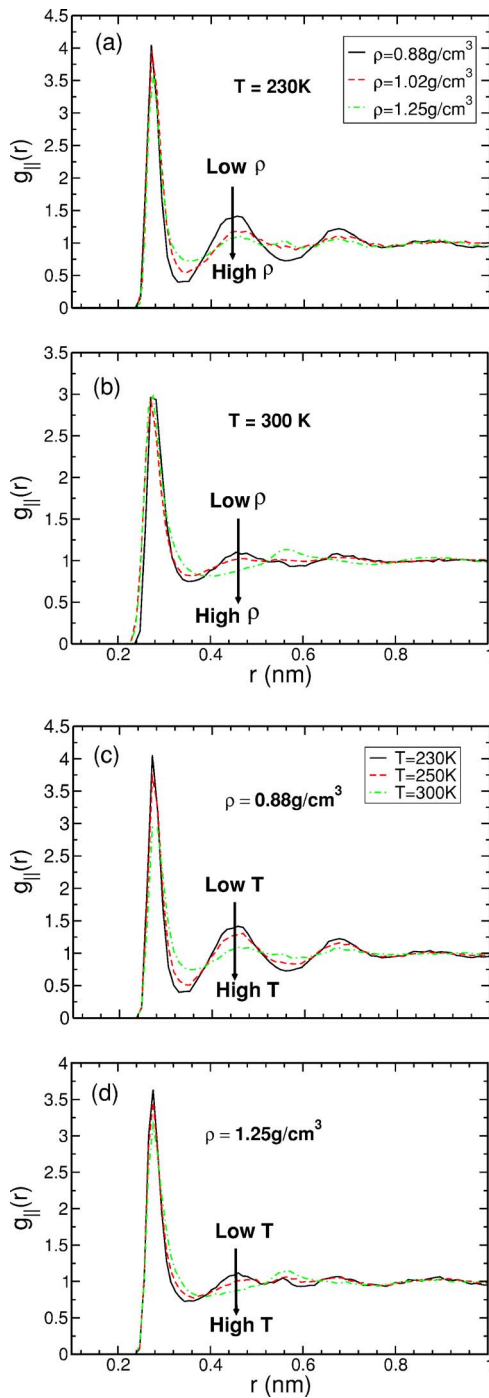 (a)
ρ=0.88g/cm³
ρ=1.02g/cm³
ρ=1.25g/cm³
T = 230K
Low ρ
High ρ
g||(r)
4.5
4
3.5
3
2.5
2
1.5
1
0.5
0
(b)
T = 300 K
Low ρ
High ρ
g||(r)
3.5
3
2.5
2
1.5
1
0.5
0
0.2 0.4 0.6 0.8 1
r (nm)
(c)
T=230K
T=250K
T=300K
ρ = 0.88g/cm³
Low T
High T
g||(r)
4.5
4
3.5
3
2.5
2
1.5
1
0.5
0
(d)
ρ = 1.25g/cm³
Low T
High T
g||(r)
4
3.5
3
2.5
2
1.5
1
0.5
0
0.2 0.4 0.6 0.8 1
r (nm)